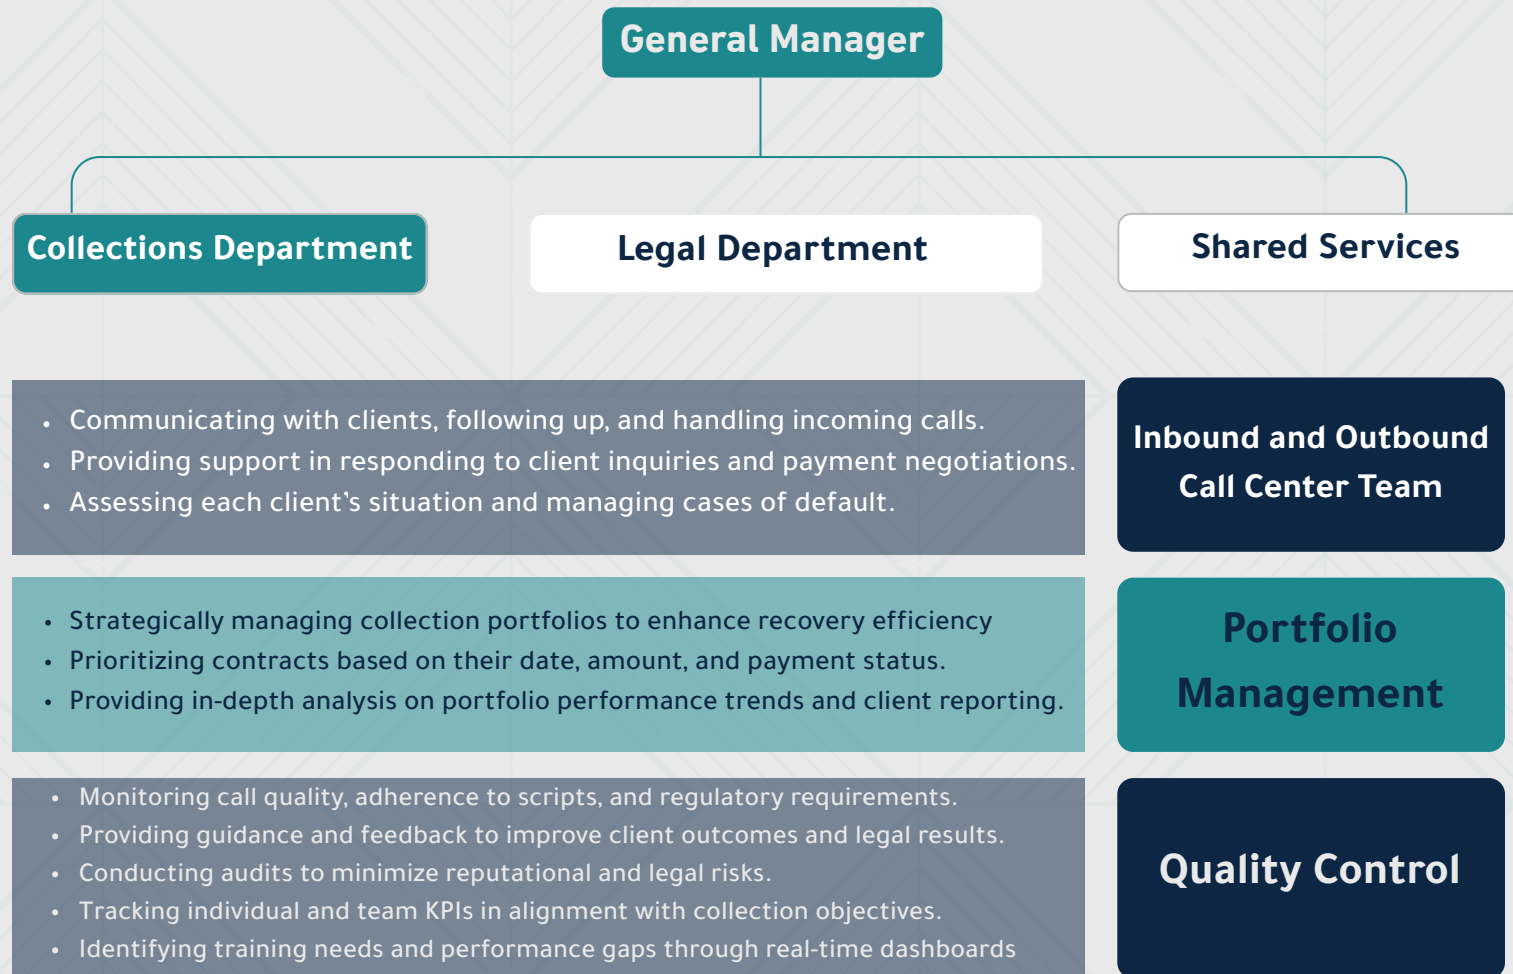 General Manager
Collections Department
Legal Department
Shared Services
• Communicating with clients, following up, and handling incoming calls.
• Providing support in responding to client inquiries and payment negotiations.
• Assessing each client's situation and managing cases of default.
Inbound and Outbound
Call Center Team
• Strategically managing collection portfolios to enhance recovery efficiency
• Prioritizing contracts based on their date, amount, and payment status.
• Providing in-depth analysis on portfolio performance trends and client reporting.
Portfolio
Management
• Monitoring call quality, adherence to scripts, and regulatory requirements.
• Providing guidance and feedback to improve client outcomes and legal results.
• Conducting audits to minimize reputational and legal risks.
• Tracking individual and team KPIs in alignment with collection objectives.
• Identifying training needs and performance gaps through real-time dashboards
Quality Control